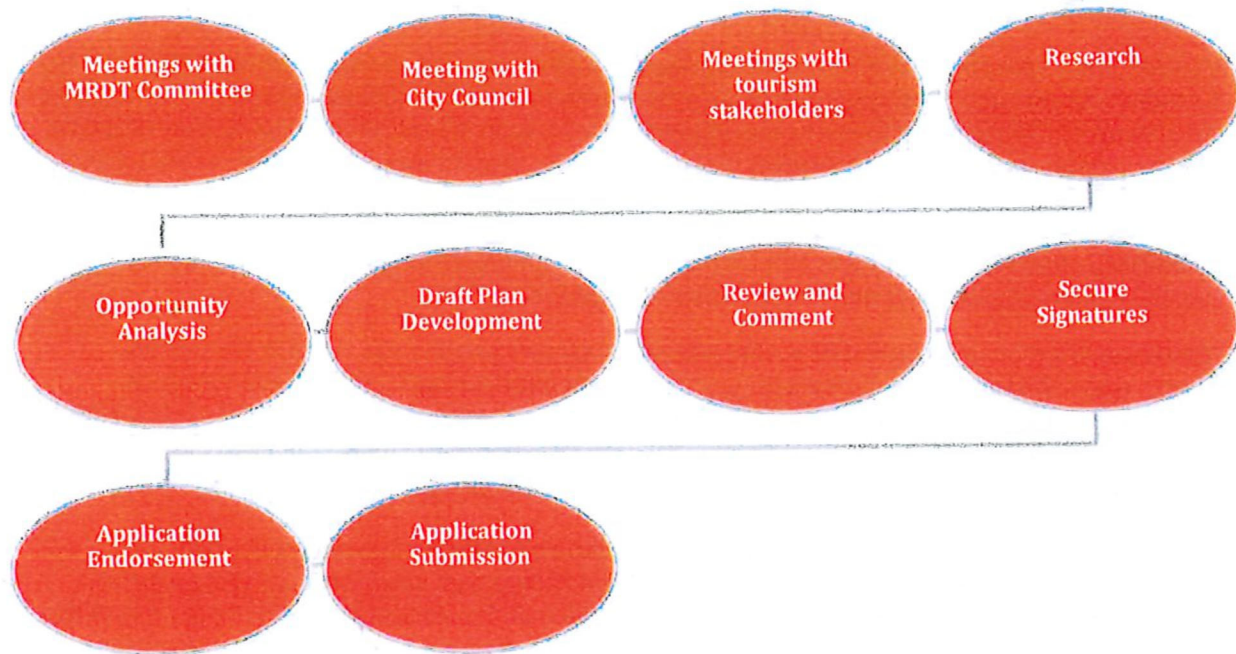 Meetings with
MRDT Committee
Meeting with
City Council
Meetings with
tourism
stakeholders
Research
Opportunity
Analysis
Draft Plan
Development
Review and
Comment
Secure
Signatures
Application
Endorsement
Application
Submission